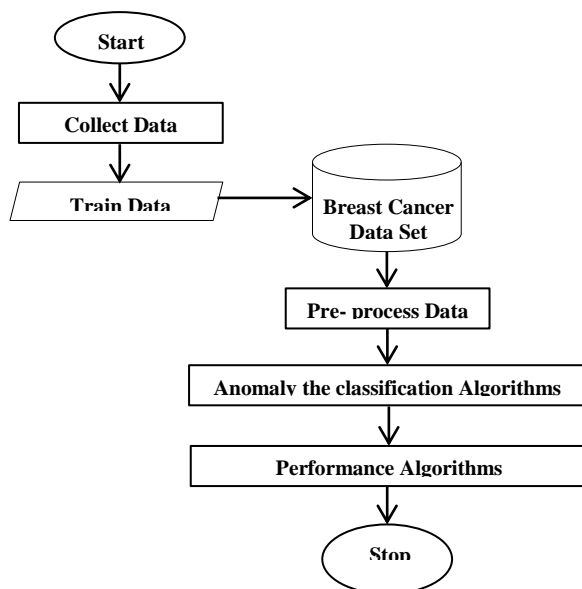 Start
Collect Data
Train Data
Breast Cancer
Data Set
Pre- process Data
Anomaly the classification Algorithms
Performance Algorithms
Stop